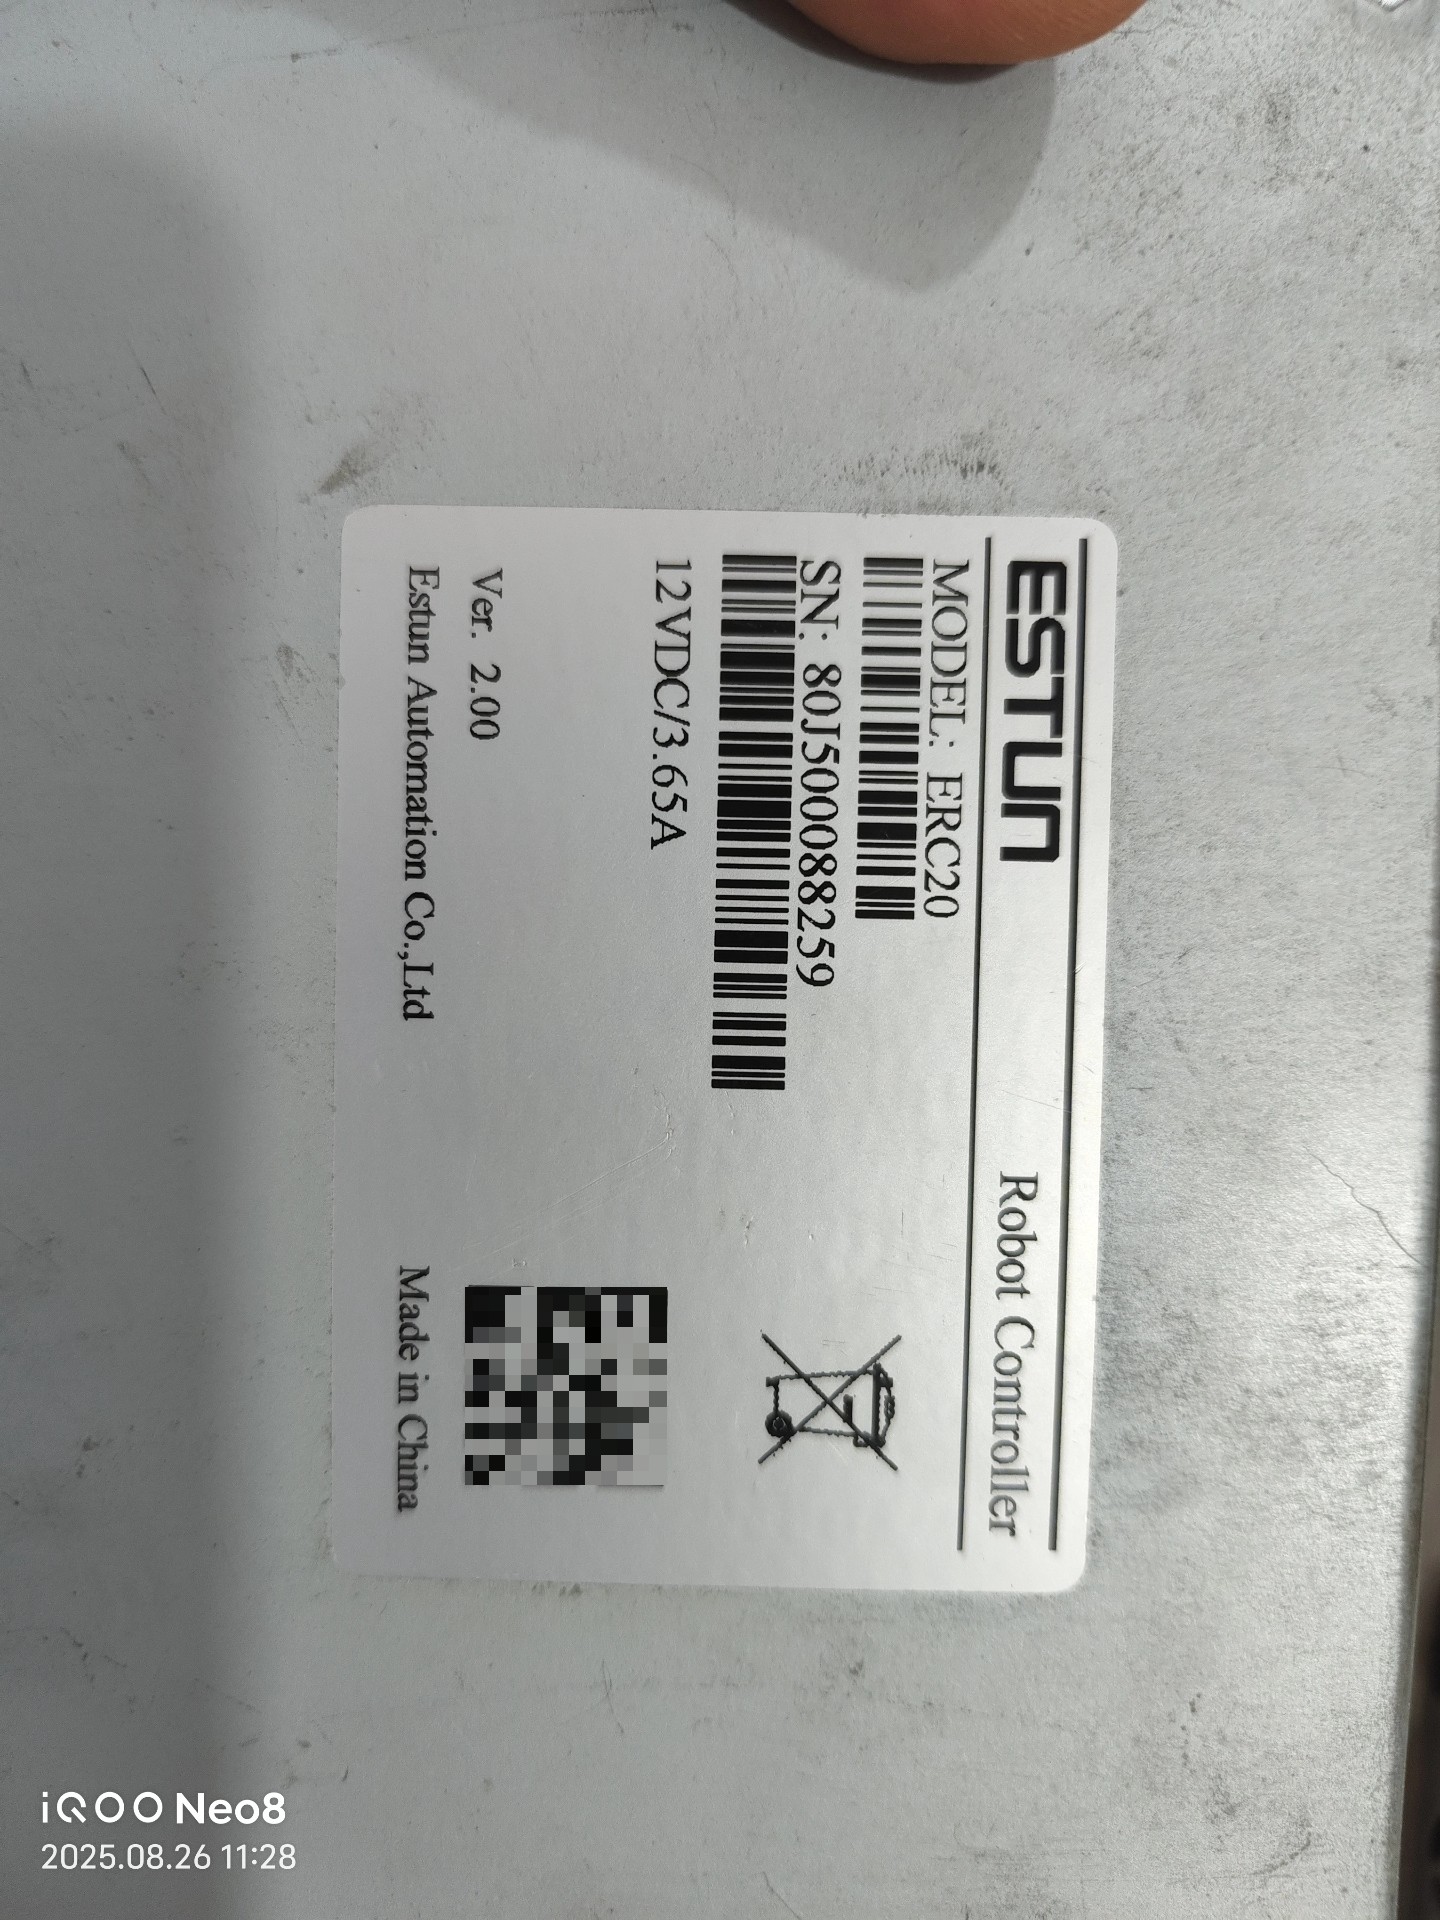 ESTUN Robot Controller
MODEL: ERC20
SN: 80J500088259
12VDC/3.65A
Ver. 2.00
Estun Automation Co.,Ltd Made in China
iQOO Neo8
2025.08.26 11:28